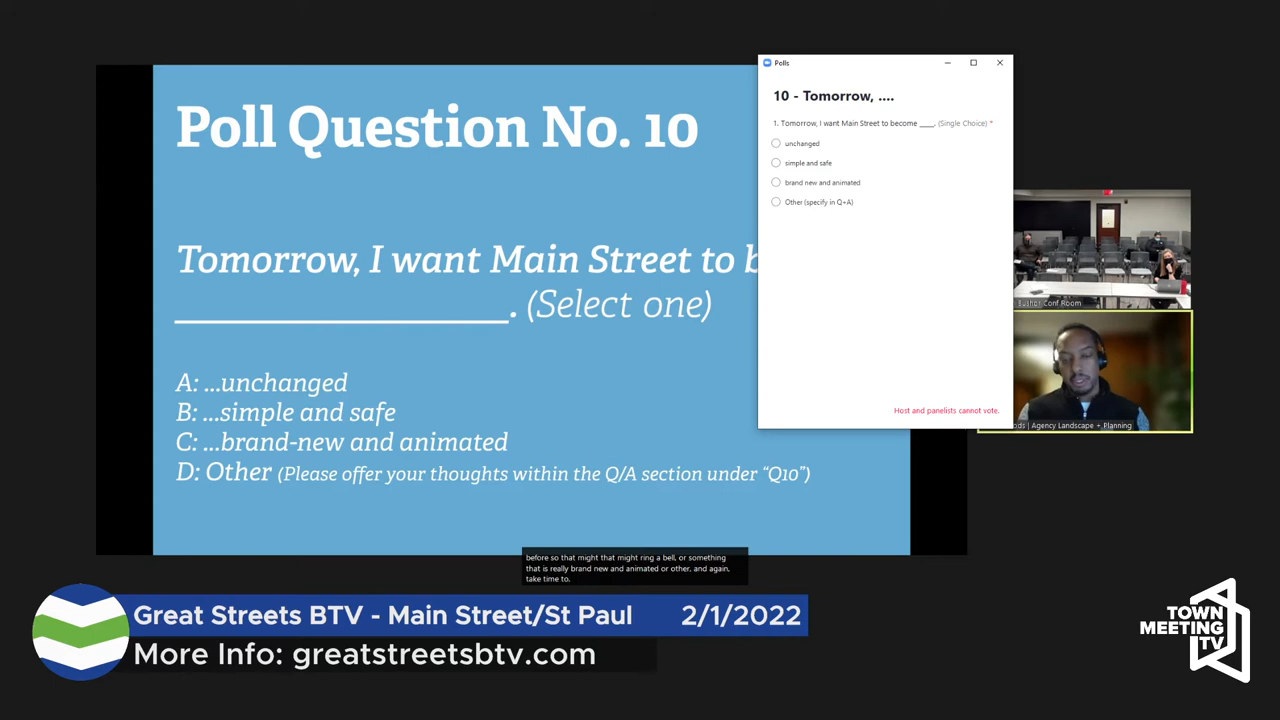 Poll Question No. 10
Tomorrow, I want Main Street to b
____________________. (Select one)
A: ...unchanged
B: ...simple and safe
C: ...brand-new and animated
D: Other (Please offer your thoughts within the Q/A section under “Q10”)
Polls
10 - Tomorrow, ....
1. Tomorrow, I want Main Street to become ____. (Single Choice) *
unchanged
simple and safe
brand new and animated
Other (specify in Q+A)
Host and panelists cannot vote.
Conf Room
| Agency Landscape + Planning
before so that might that might ring a bell, or something
that is really brand new and animated or other, and again,
take time to.
Great Streets BTV - Main Street/St Paul 2/1/2022
More Info: greatstreetsbtv.com
TOWN
MEETING
TV